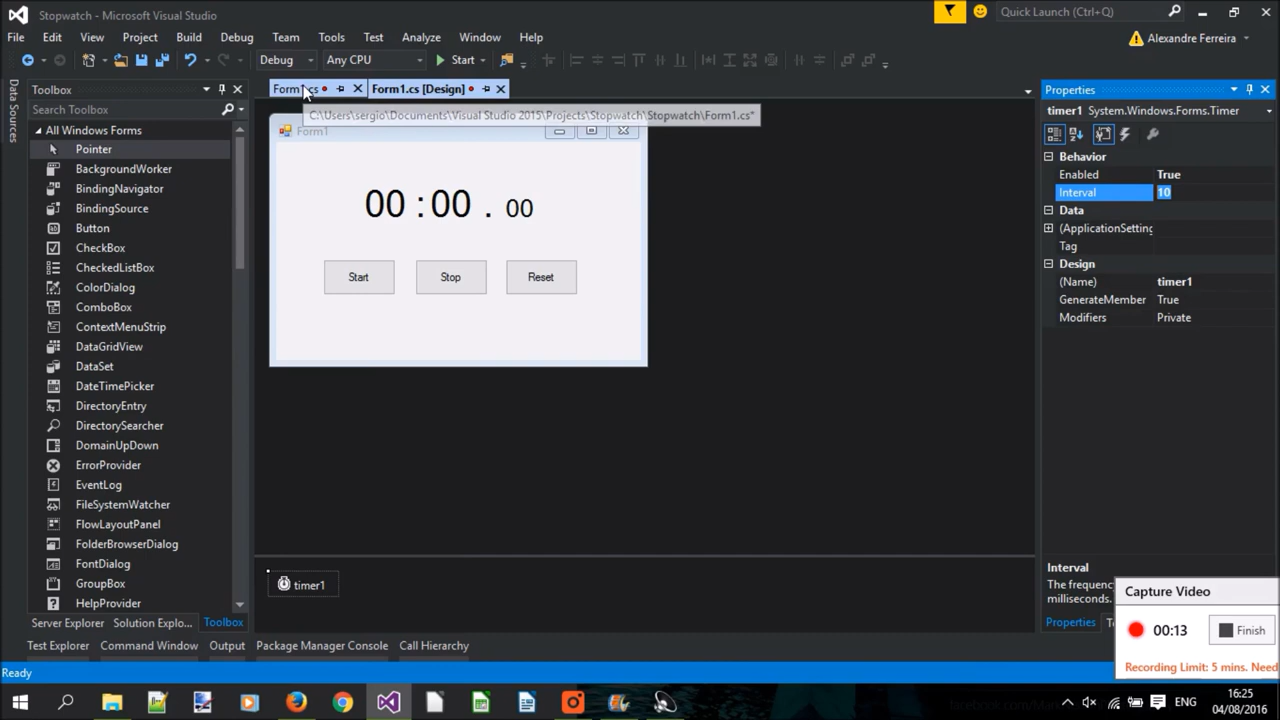 Stopwatch - Microsoft Visual Studio
Quick Launch (Ctrl+Q)
File Edit View Project Build Debug Team Tools Test Analyze Window Help
Alexandre Ferreira
Debug Any CPU Start
Data Sources
Toolbox
Search Toolbox
All Windows Forms
Pointer
BackgroundWorker
BindingNavigator
BindingSource
Button
CheckBox
CheckedListBox
ColorDialog
ComboBox
ContextMenuStrip
DataGridView
DataSet
DateTimePicker
DirectoryEntry
DirectorySearcher
DomainUpDown
ErrorProvider
EventLog
FileSystemWatcher
FlowLayoutPanel
FolderBrowserDialog
FontDialog
GroupBox
HelpProvider
Server Explorer Solution Explo... Toolbox
Form1.cs Form1.cs [Design]
C:\Users\sergio\Documents\Visual Studio 2015\Projects\Stopwatch\Stopwatch\Form1.cs*
Form1
00 : 00 . 00
Start Stop Reset
timer1
Properties
timer1 System.Windows.Forms.Timer
Behavior
Enabled True
Interval 10
Data
(ApplicationSetting
Tag
Design
(Name) timer1
GenerateMember True
Modifiers Private
Interval
The frequency
milliseconds.
Properties
Capture Video
00:13 Finish
Recording Limit: 5 mins. Need
Test Explorer Command Window Output Package Manager Console Call Hierarchy
Ready
ENG
16:25
04/08/2016